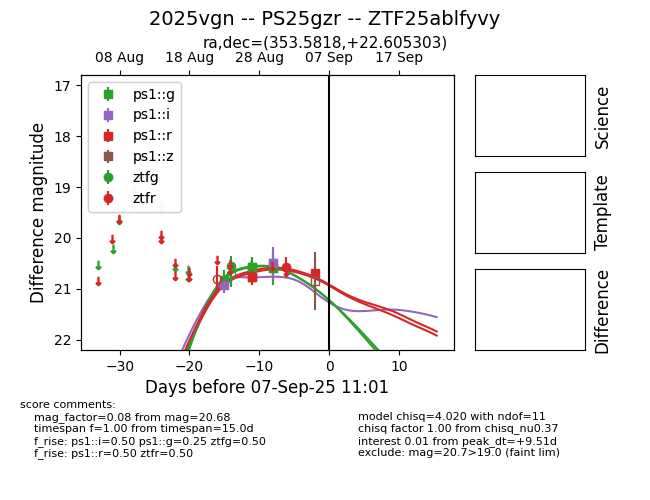 2025vgn -- PS25gzr -- ZTF25ablfyvy
ra,dec=(353.5818,+22.605303)
08 Aug 18 Aug 28 Aug 07 Sep 17 Sep
17
18
19
20
21
22
Difference magnitude
ps1::g
ps1::i
ps1::r
ps1::z
ztfg
ztfr
−30 −20 −10 0 10
Days before 07-Sep-25 11:01
Science
Template
Difference
score comments:
mag_factor=0.08 from mag=20.68
timespan f=1.00 from timespan=15.0d
f_rise: ps1::i=0.50 ps1::g=0.25 ztfg=0.50
f_rise: ps1::r=0.50 ztfr=0.50
model chisq=4.020 with ndof=11
chisq factor 1.00 from chisq_nu0.37
interest 0.01 from peak_dt=+9.51d
exclude: mag=20.7>19.0 (faint lim)